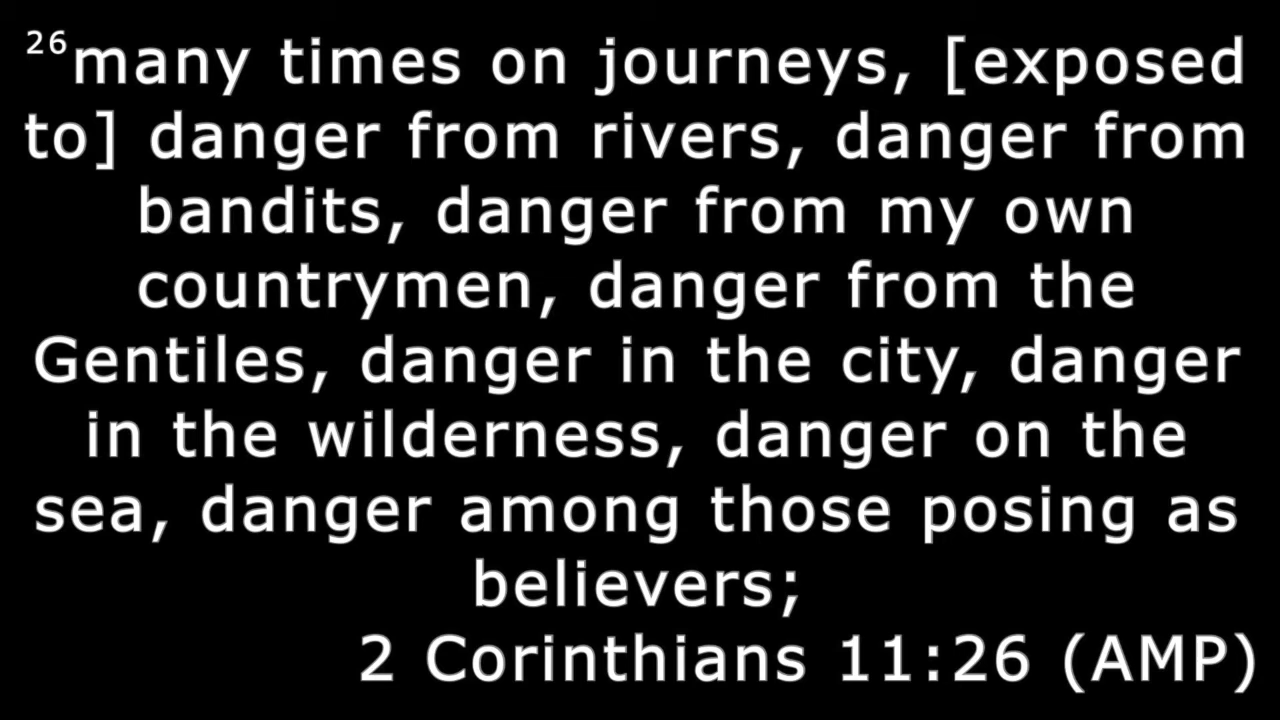 26many times on journeys, [exposed
to] danger from rivers, danger from
bandits, danger from my own
countrymen, danger from the
Gentiles, danger in the city, danger
in the wilderness, danger on the
sea, danger among those posing as
believers;
2 Corinthians 11:26 (AMP)